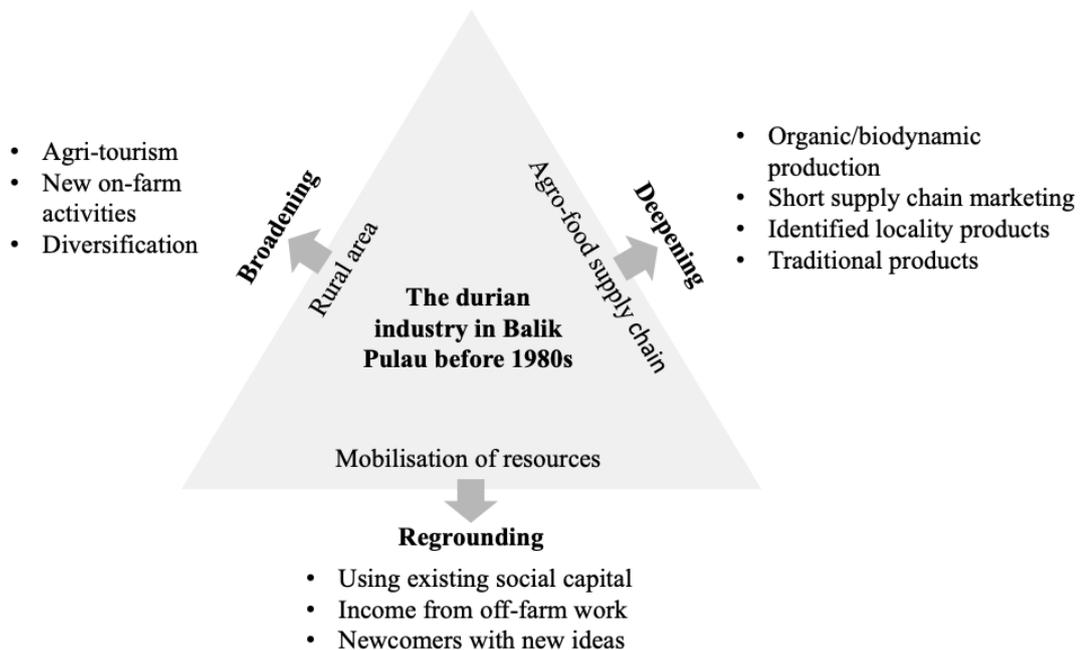 • Agri-tourism
• New on-farm
activities
• Diversification
Broadening
Rural area
Agro-food supply chain
Deepening
• Organic/biodynamic
production
• Short supply chain marketing
• Identified locality products
• Traditional products
The durian
industry in Balik
Pulau before 1980s
Mobilisation of resources
Regrounding
• Using existing social capital
• Income from off-farm work
• Newcomers with new ideas